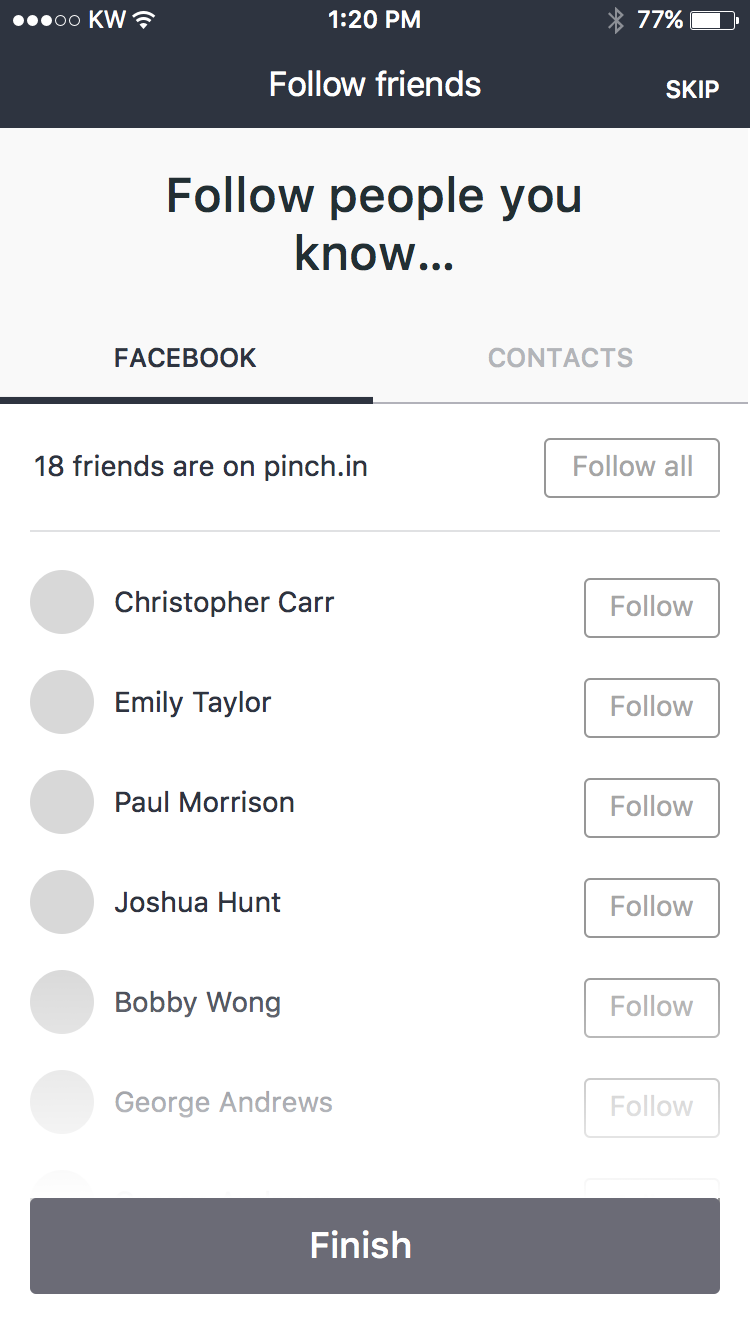 KW 1:20 PM 77%
Follow friends SKIP
Follow people you
know...
FACEBOOK CONTACTS
18 friends are on pinch.in Follow all
Christopher Carr Follow
Emily Taylor Follow
Paul Morrison Follow
Joshua Hunt Follow
Bobby Wong Follow
George Andrews Follow
Finish